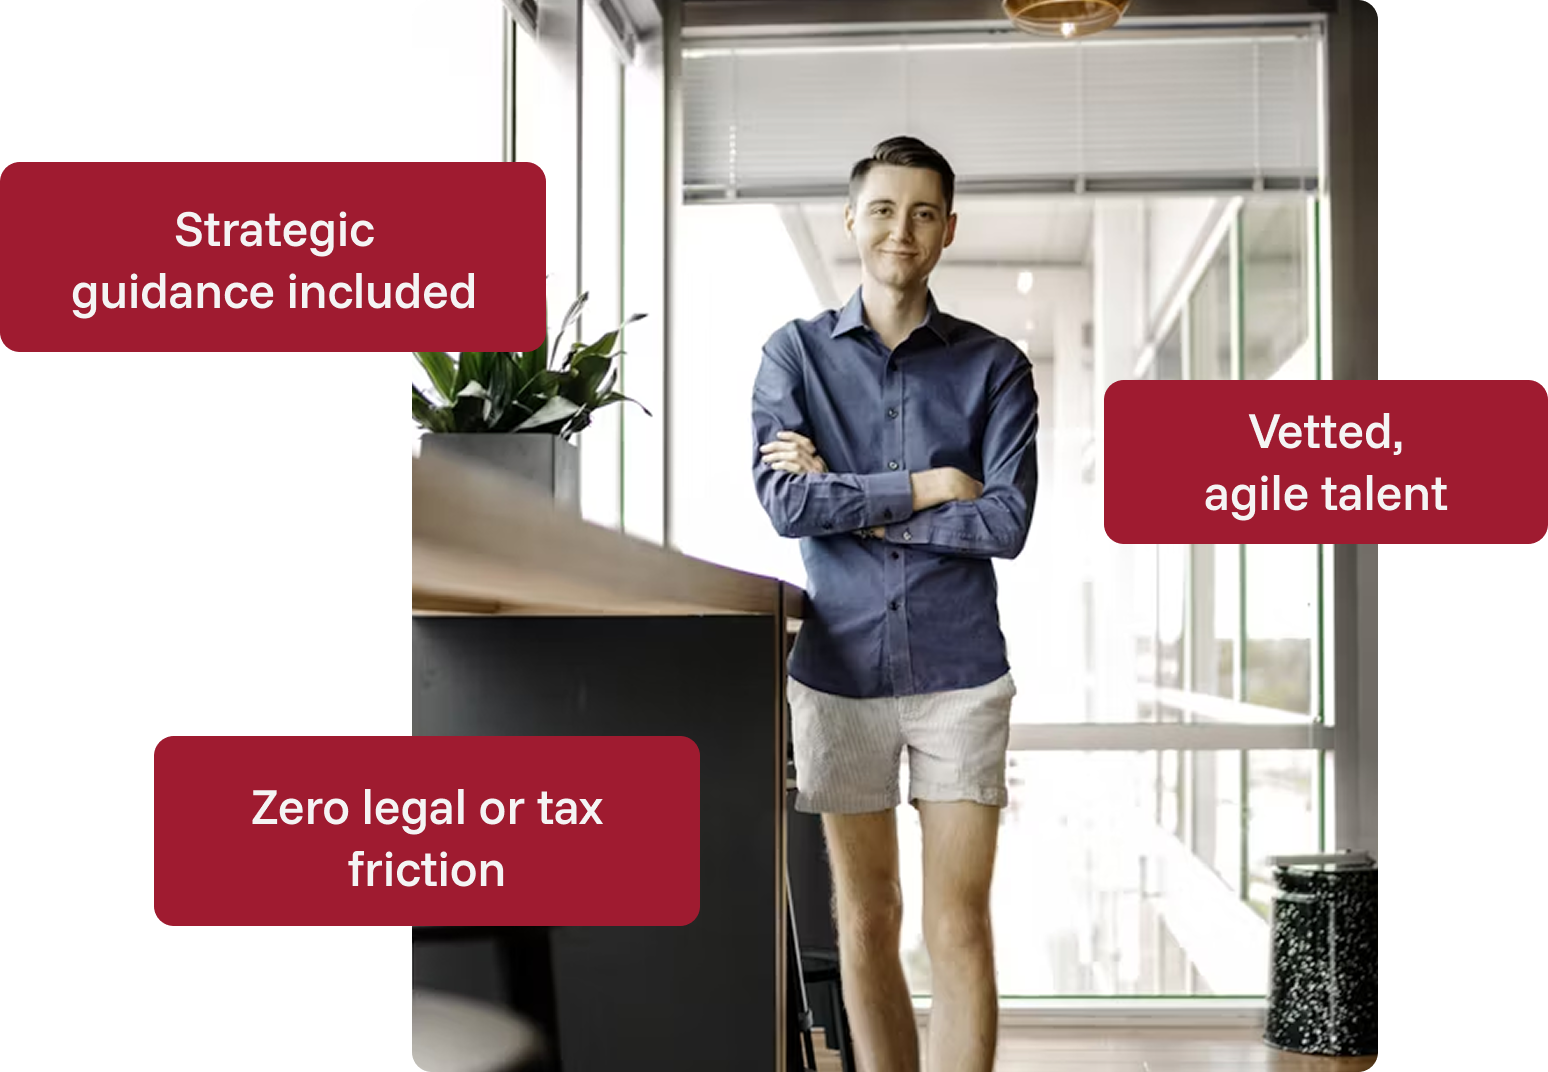 Strategic
guidance included
Vetted,
agile talent
Zero legal or tax
friction